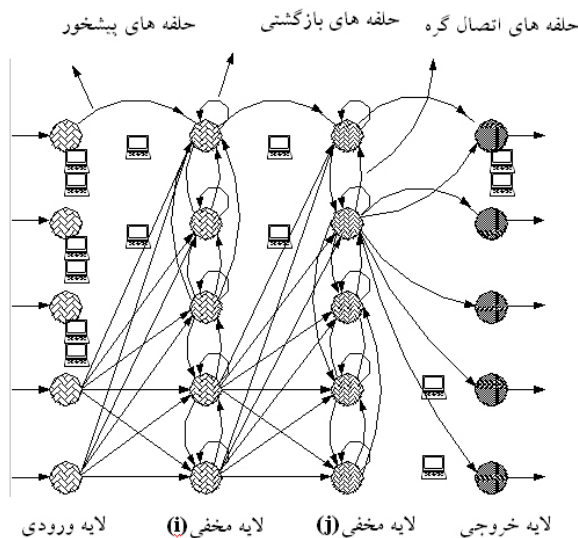 حلقه های پیشخور
حلقه های بازگشتی
حلقه های اتصال گره
لایه ورودی
لایه مخفی(i)
لایه مخفی(j)
لایه خروجی